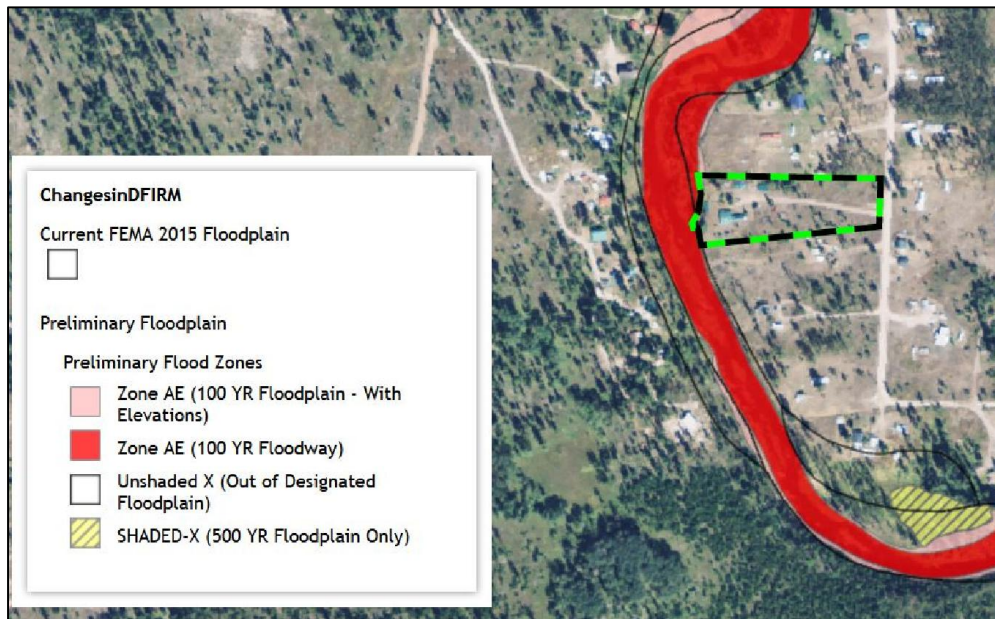 ChangesinDFIRM
Current FEMA 2015 Floodplain
Preliminary Floodplain
Preliminary Flood Zones
Zone AE (100 YR Floodplain - With
Elevations)
Zone AE (100 YR Floodway)
Unshaded X (Out of Designated
Floodplain)
SHADED-X (500 YR Floodplain Only)